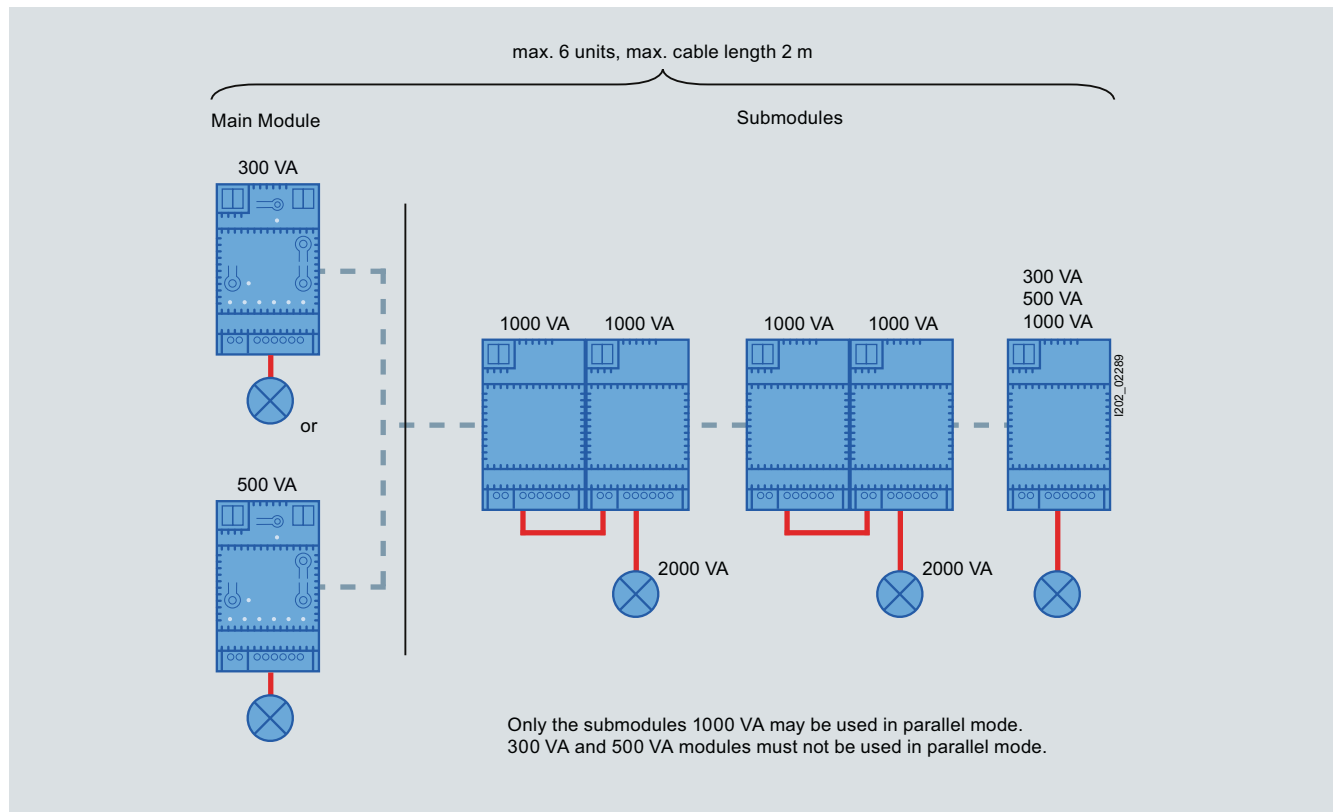 max. 6 units, max. cable length 2 m
Main Module
Submodules
300 VA
or
500 VA
1000 VA
1000 VA
2000 VA
1000 VA
1000 VA
2000 VA
300 VA
500 VA
1000 VA
I202_02289
Only the submodules 1000 VA may be used in parallel mode.
300 VA and 500 VA modules must not be used in parallel mode.